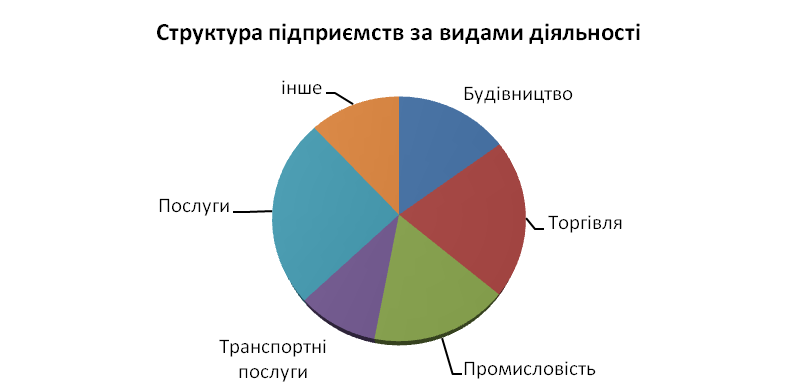 Структура підприємств за видами діяльності
інше
Будівництво
Послуги
Торгівля
Транспортні
послуги
Промисловість